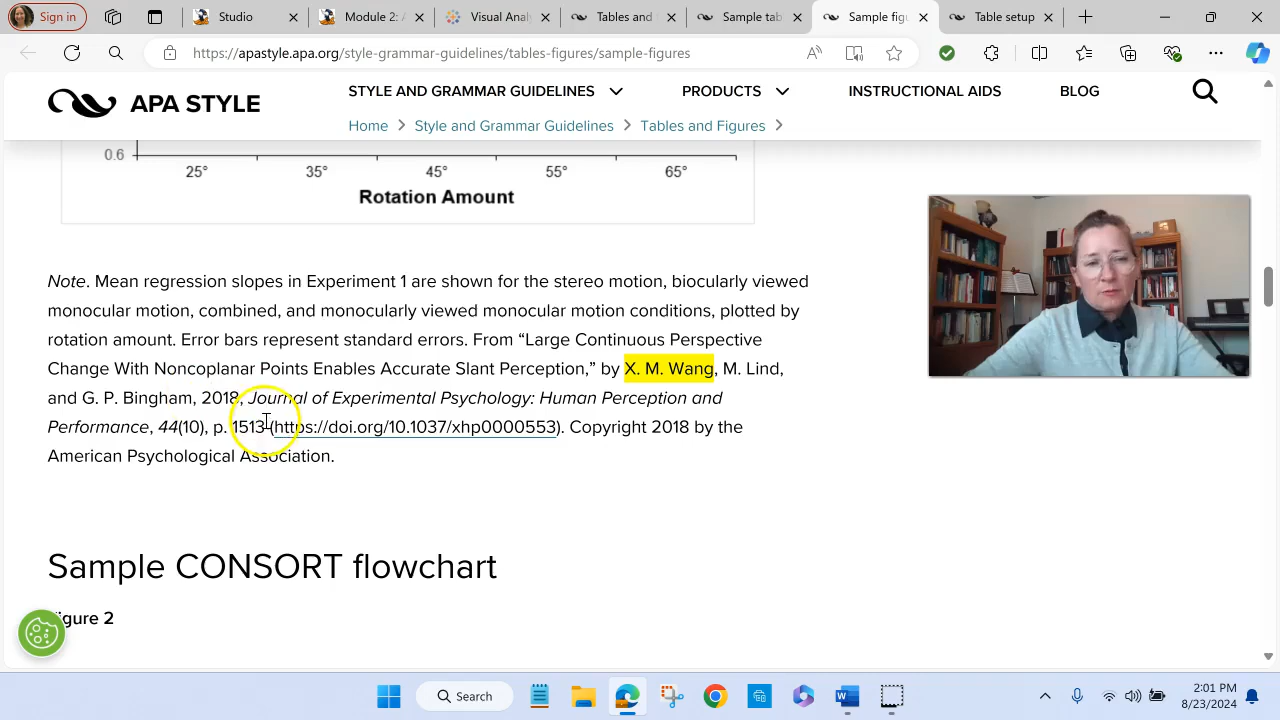 Sign in
CONSO
Module 2: A
Visual Anal
Tables and
Sample tab
Sample figu
Table setup
https://apastyle.apa.org/style-grammar-guidelines/tables-figures/sample-figures
APA STYLE
STYLE AND GRAMMAR GUIDELINES
PRODUCTS
INSTRUCTIONAL AIDS
BLOG
Home > Style and Grammar Guidelines > Tables and Figures >
0.6
25° 35° 45° 55° 65°
Rotation Amount
Note. Mean regression slopes in Experiment 1 are shown for the stereo motion, biocularly viewed
monocular motion, combined, and monocularly viewed monocular motion conditions, plotted by
rotation amount. Error bars represent standard errors. From “Large Continuous Perspective
Change With Noncoplanar Points Enables Accurate Slant Perception,” by X. M. Wang, M. Lind,
and G. P. Bingham, 2018, Journal of Experimental Psychology: Human Perception and
Performance, 44(10), p. 1513 (https://doi.org/10.1037/xhp0000553). Copyright 2018 by the
American Psychological Association.
Sample CONSORT flowchart
igure 2
Search
2:01 PM
8/23/2024